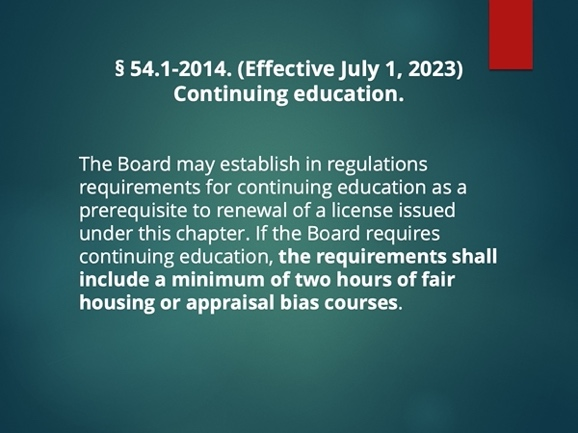 § 54.1-2014. (Effective July 1, 2023)
Continuing education.
The Board may establish in regulations
requirements for continuing education as a
prerequisite to renewal of a license issued
under this chapter. If the Board requires
continuing education, the requirements shall
include a minimum of two hours of fair
housing or appraisal bias courses.